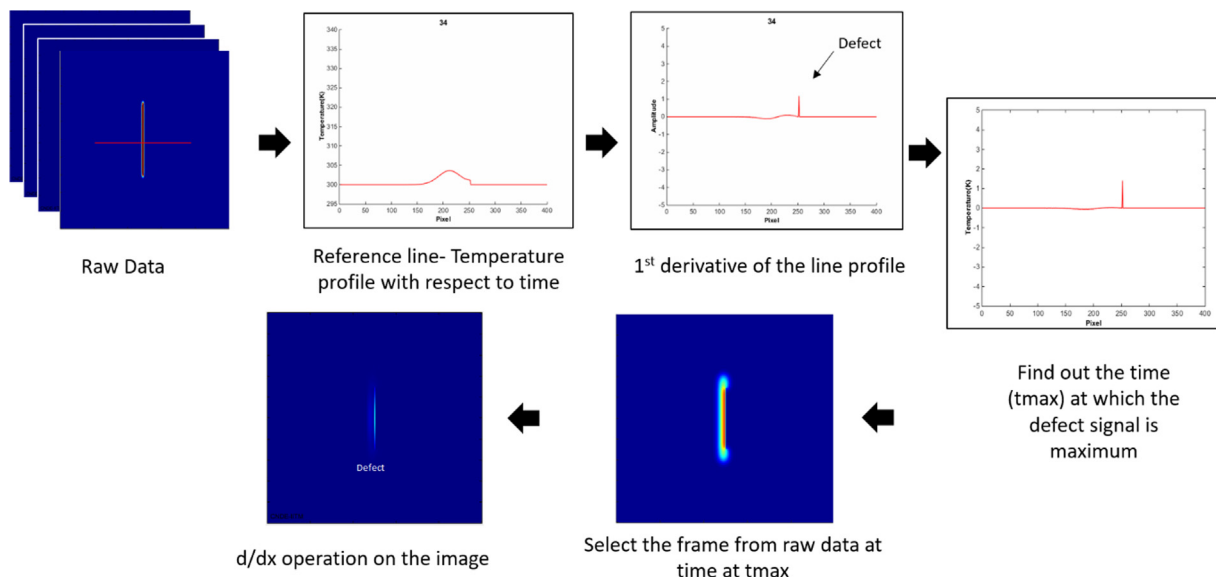 34
340
335
330
325
320
315
310
305
300
295
0 50 100 150 200 250 300 350 400
Temperature(K)
Pixel
34
Defect
5
4
3
2
1
0
-1
-2
-3
-4
-5
0 50 100 150 200 250 300 350 400
Amplitude
Pixel
5
4
3
2
1
0
-1
-2
-3
-4
-5
0 50 100 150 200 250 300 350 400
Temperature(K)
Pixel
Raw Data
Reference line- Temperature
profile with respect to time
1st derivative of the line profile
Find out the time
(tmax) at which the
defect signal is
maximum
Defect
d/dx operation on the image
Select the frame from raw data at
time at tmax